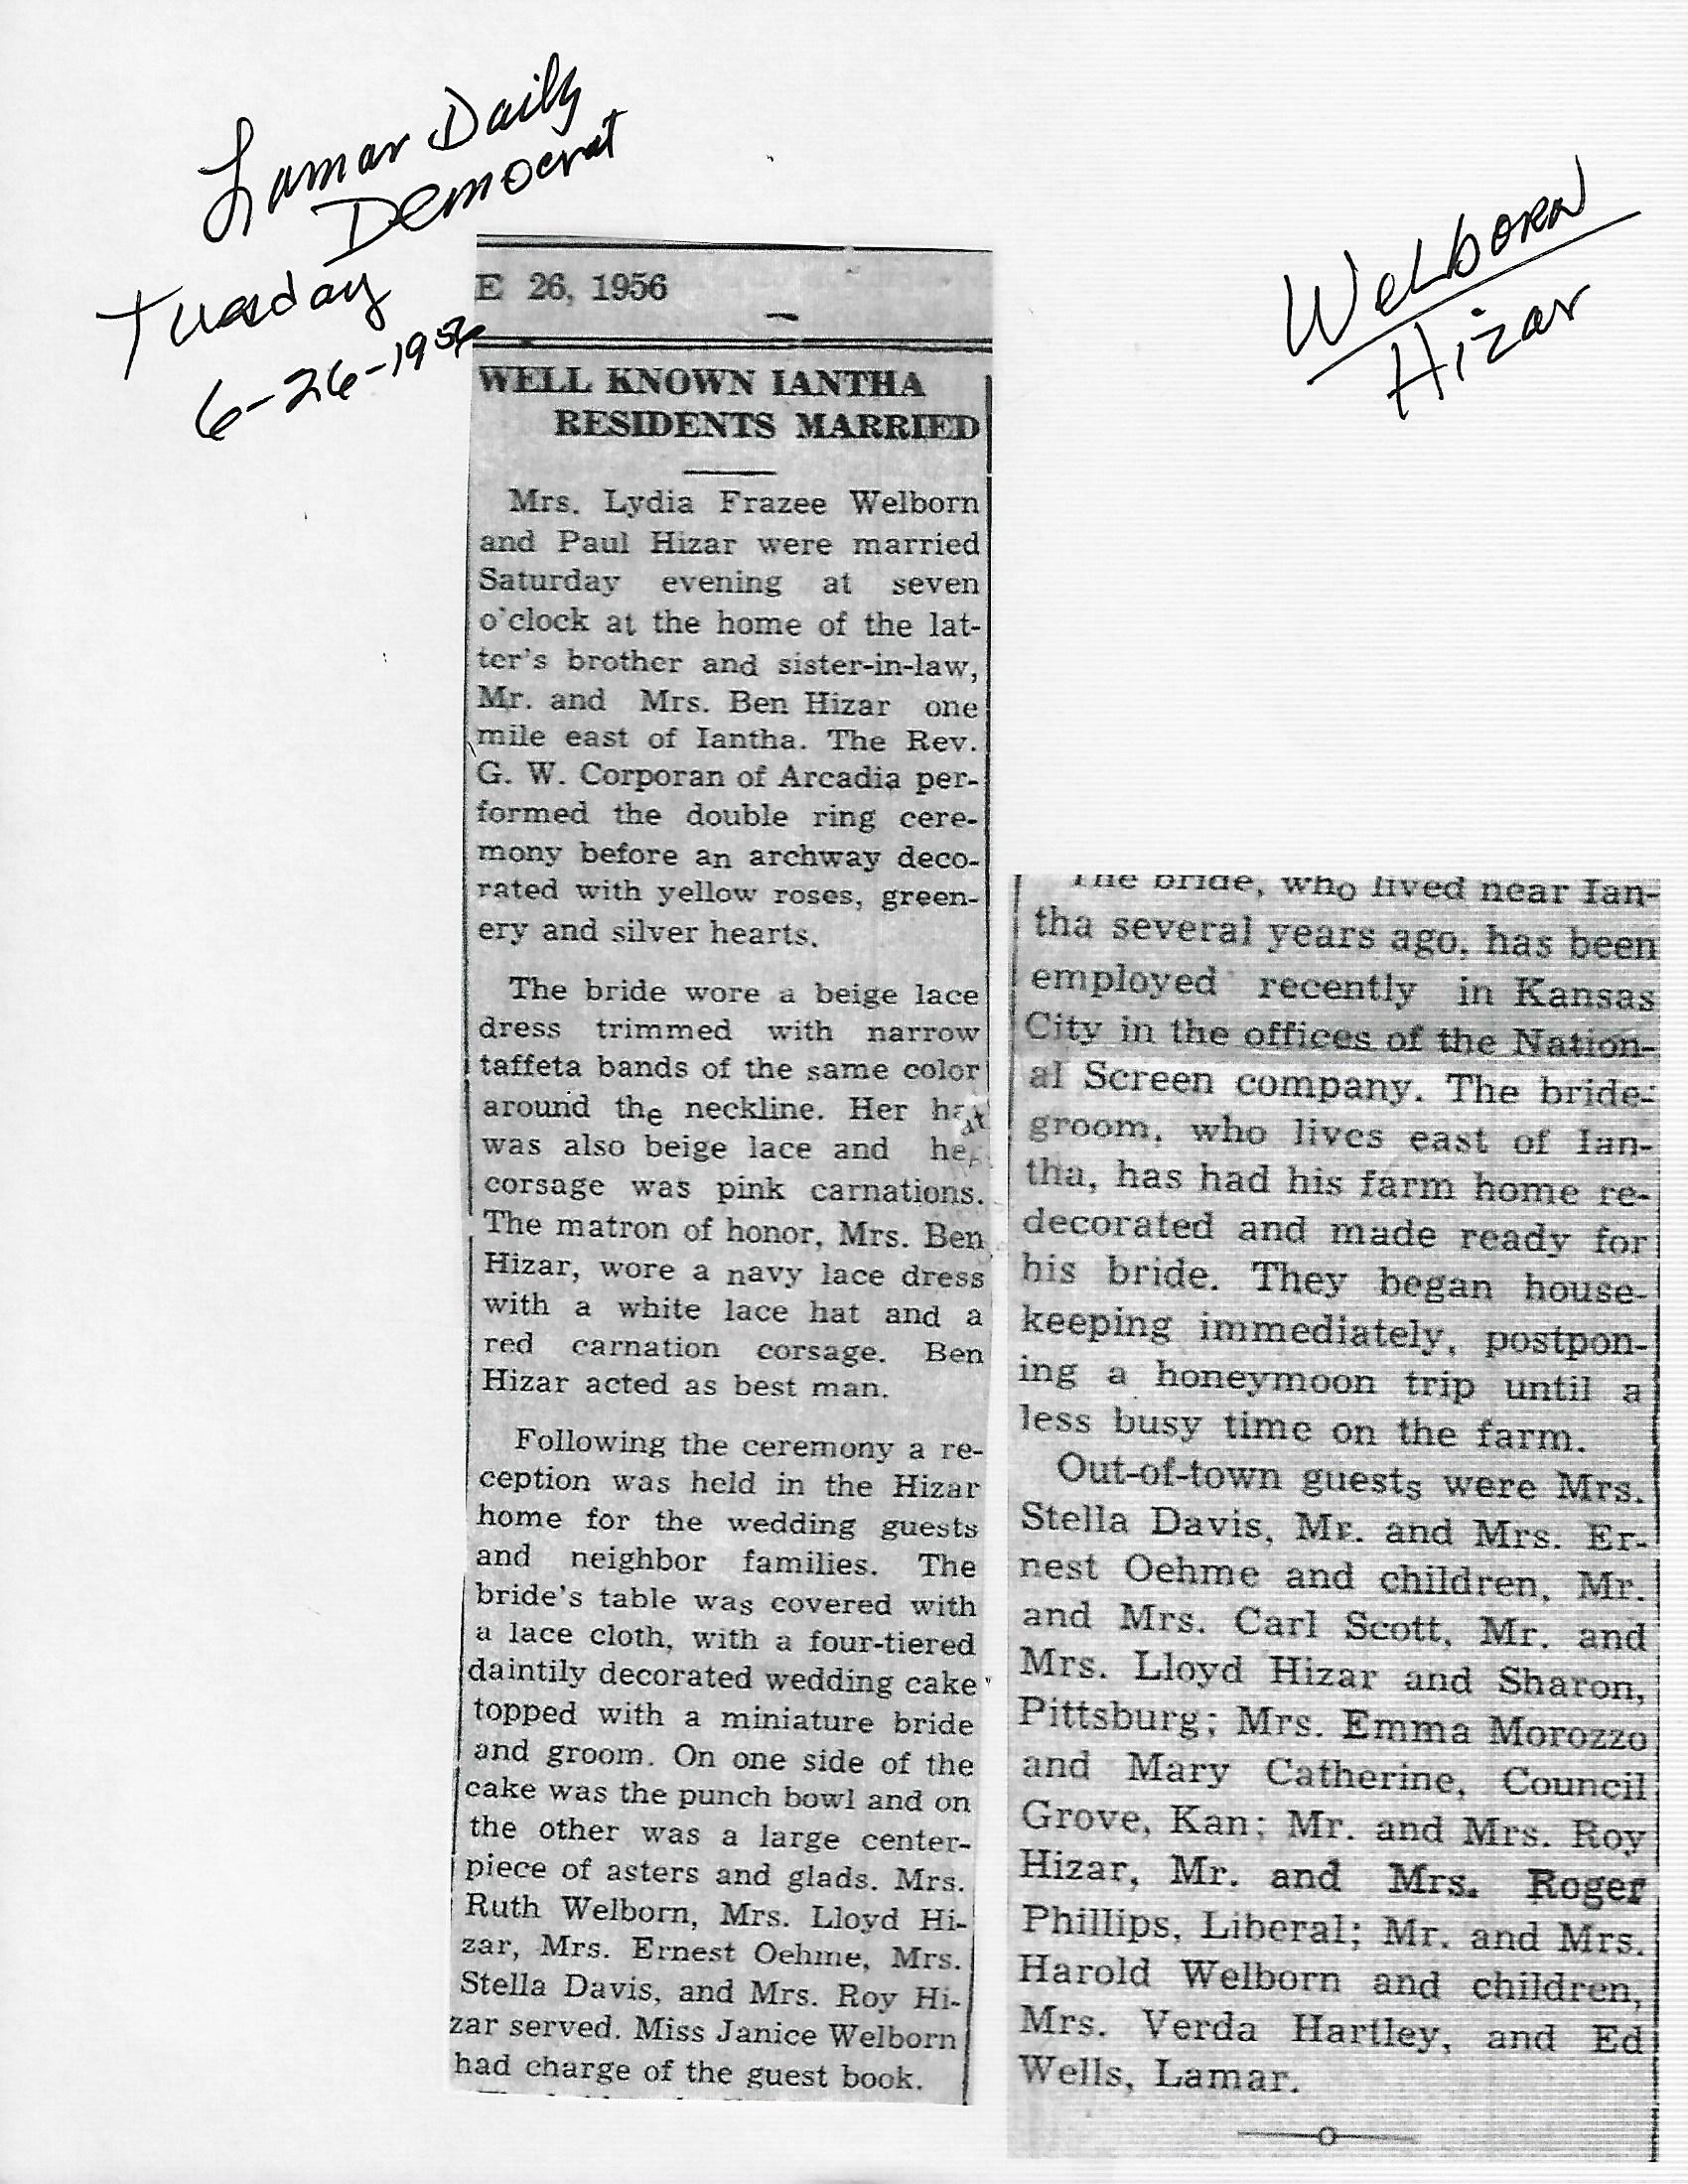 Lamar Daily
Democrat
Tuesday
6-26-1956
Welborn
Hizar
E 26, 1956
WELL KNOWN IANTHA
RESIDENTS MARRIED
Mrs. Lydia Frazee Welborn
and Paul Hizar were married
Saturday evening at seven
o'clock at the home of the lat-
ter's brother and sister-in-law,
Mr. and Mrs. Ben Hizar one
mile east of Iantha. The Rev.
G. W. Corporan of Arcadia per-
formed the double ring cere-
mony before an archway deco-
rated with yellow roses, green-
ery and silver hearts.
The bride wore a beige lace
dress trimmed with narrow
taffeta bands of the same color
around the neckline. Her hat
was also beige lace and her
corsage was pink carnations.
The matron of honor, Mrs. Ben
Hizar, wore a navy lace dress
with a white lace hat and a
red carnation corsage. Ben
Hizar acted as best man.
Following the ceremony a re-
ception was held in the Hizar
home for the wedding guests
and neighbor families. The
bride's table was covered with
a lace cloth, with a four-tiered
daintily decorated wedding cake
topped with a miniature bride
and groom. On one side of the
cake was the punch bowl and on
the other was a large center-
piece of asters and glads. Mrs.
Ruth Welborn, Mrs. Lloyd Hi-
zar, Mrs. Ernest Oehme, Mrs.
Stella Davis, and Mrs. Roy Hi-
zar served. Miss Janice Welborn
had charge of the guest book.
The bride, who lived near Ian-
tha several years ago, has been
employed recently in Kansas
City in the offices of the Nation-
al Screen company. The bride-
groom, who lives east of Ian-
tha, has had his farm home re-
decorated and made ready for
his bride. They began house-
keeping immediately, postpon-
ing a honeymoon trip until a
less busy time on the farm.
Out-of-town guests were Mrs.
Stella Davis, Mr. and Mrs. Er-
nest Oehme and children, Mr.
and Mrs. Carl Scott, Mr. and
Mrs. Lloyd Hizar and Sharon,
Pittsburg; Mrs. Emma Morozzo
and Mary Catherine, Council
Grove, Kan; Mr. and Mrs. Roy
Hizar, Mr. and Mrs. Roger
Phillips, Liberal; Mr. and Mrs.
Harold Welborn and children,
Mrs. Verda Hartley, and Ed
Wells, Lamar.